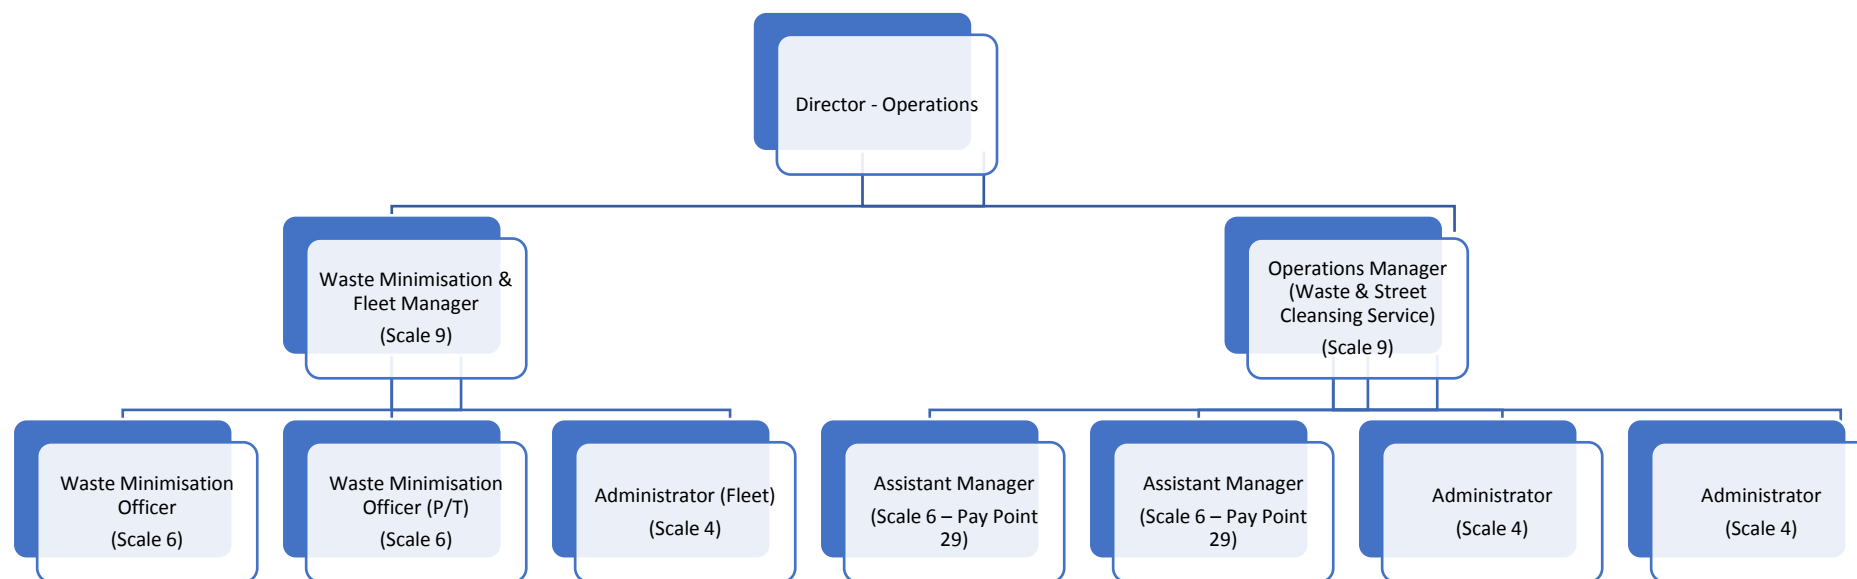 Director - Operations
Waste Minimisation &
Fleet Manager
(Scale 9)
Operations Manager
(Waste & Street
Cleansing Service)
(Scale 9)
Waste Minimisation
Officer
(Scale 6)
Waste Minimisation
Officer (P/T)
(Scale 6)
Administrator (Fleet)
(Scale 4)
Assistant Manager
(Scale 6 – Pay Point
29)
Assistant Manager
(Scale 6 – Pay Point
29)
Administrator
(Scale 4)
Administrator
(Scale 4)